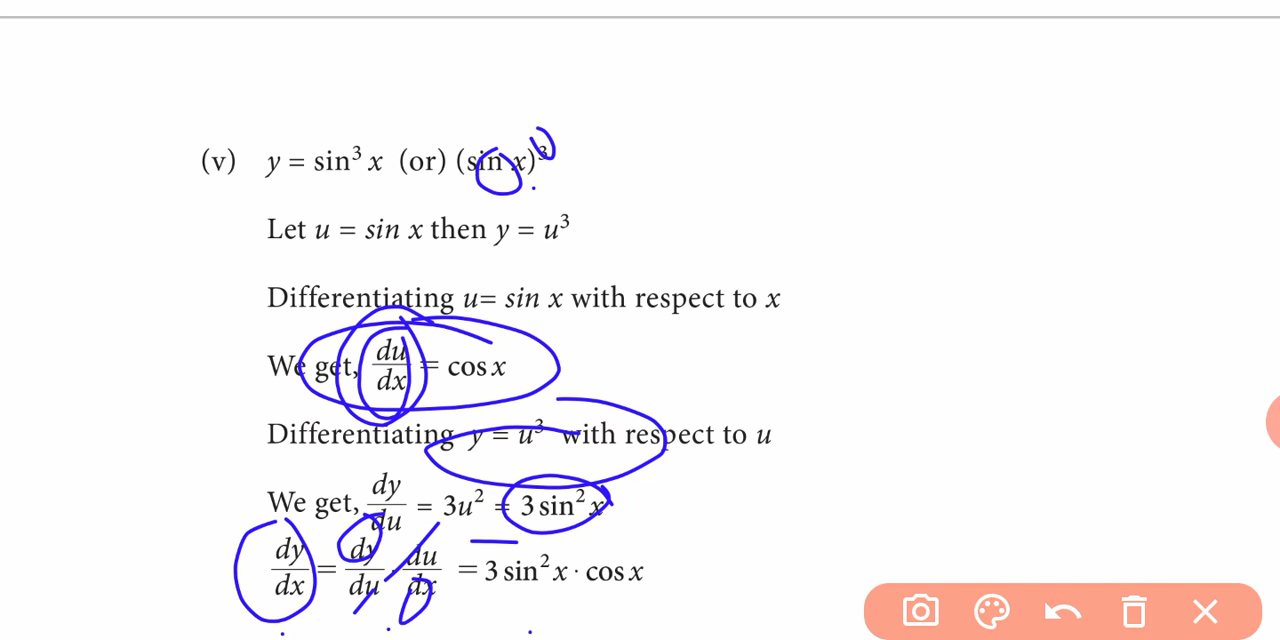 (v) y = sin³ x (or) (sin x)³
Let u = sin x then y = u³
Differentiating u= sin x with respect to x
We get, du/dx = cos x
Differentiating y = u³ with respect to u
We get, dy/du = 3u² = 3 sin² x
dy/dx = dy/du · du/dx = 3 sin² x · cos x